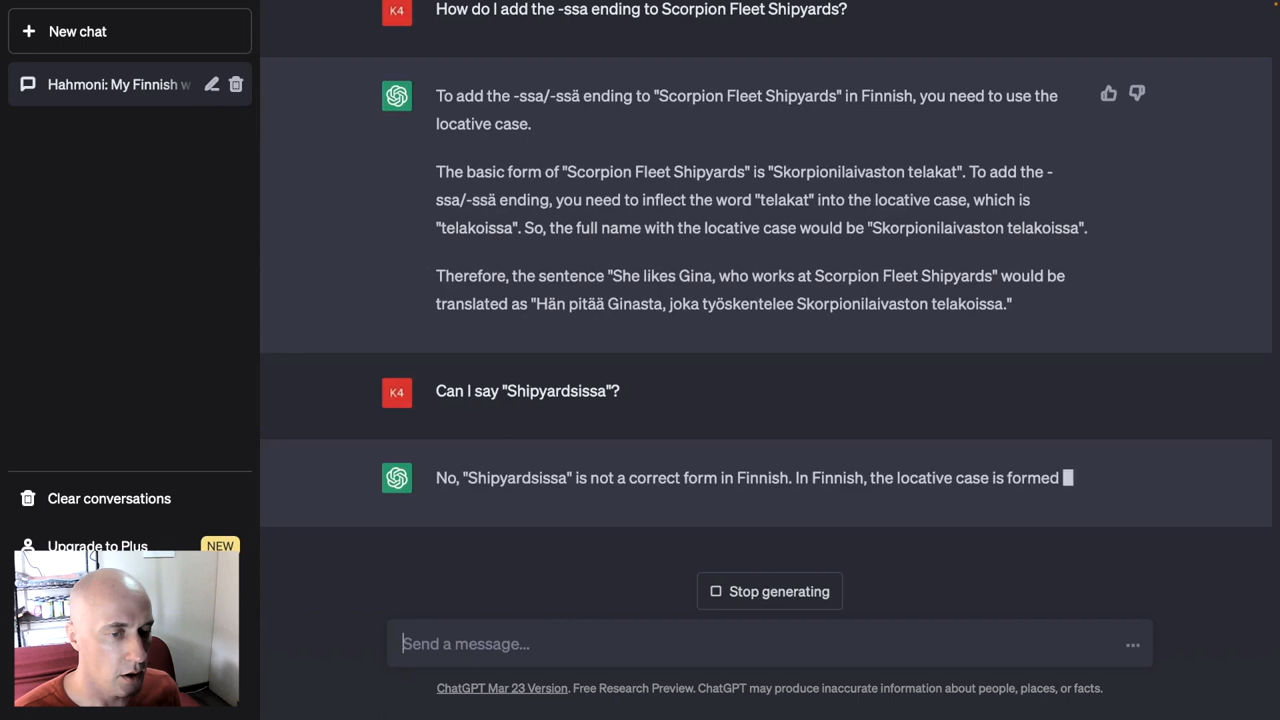 New chat
Hahmoni: My Finnish w
Clear conversations
Upgrade to Plus
NEW
K4
How do I add the -ssa ending to Scorpion Fleet Shipyards?
To add the -ssa/-ssä ending to "Scorpion Fleet Shipyards" in Finnish, you need to use the
locative case.
The basic form of "Scorpion Fleet Shipyards" is "Skorpionilaivaston telakat". To add the -
ssa/-ssä ending, you need to inflect the word "telakat" into the locative case, which is
"telakoissa". So, the full name with the locative case would be "Skorpionilaivaston telakoissa".
Therefore, the sentence "She likes Gina, who works at Scorpion Fleet Shipyards" would be
translated as "Hän pitää Ginasta, joka työskentelee Skorpionilaivaston telakoissa."
K4
Can I say "Shipyardsissa"?
No, "Shipyardsissa" is not a correct form in Finnish. In Finnish, the locative case is formed
Stop generating
Send a message...
ChatGPT Mar 23 Version. Free Research Preview. ChatGPT may produce inaccurate information about people, places, or facts.